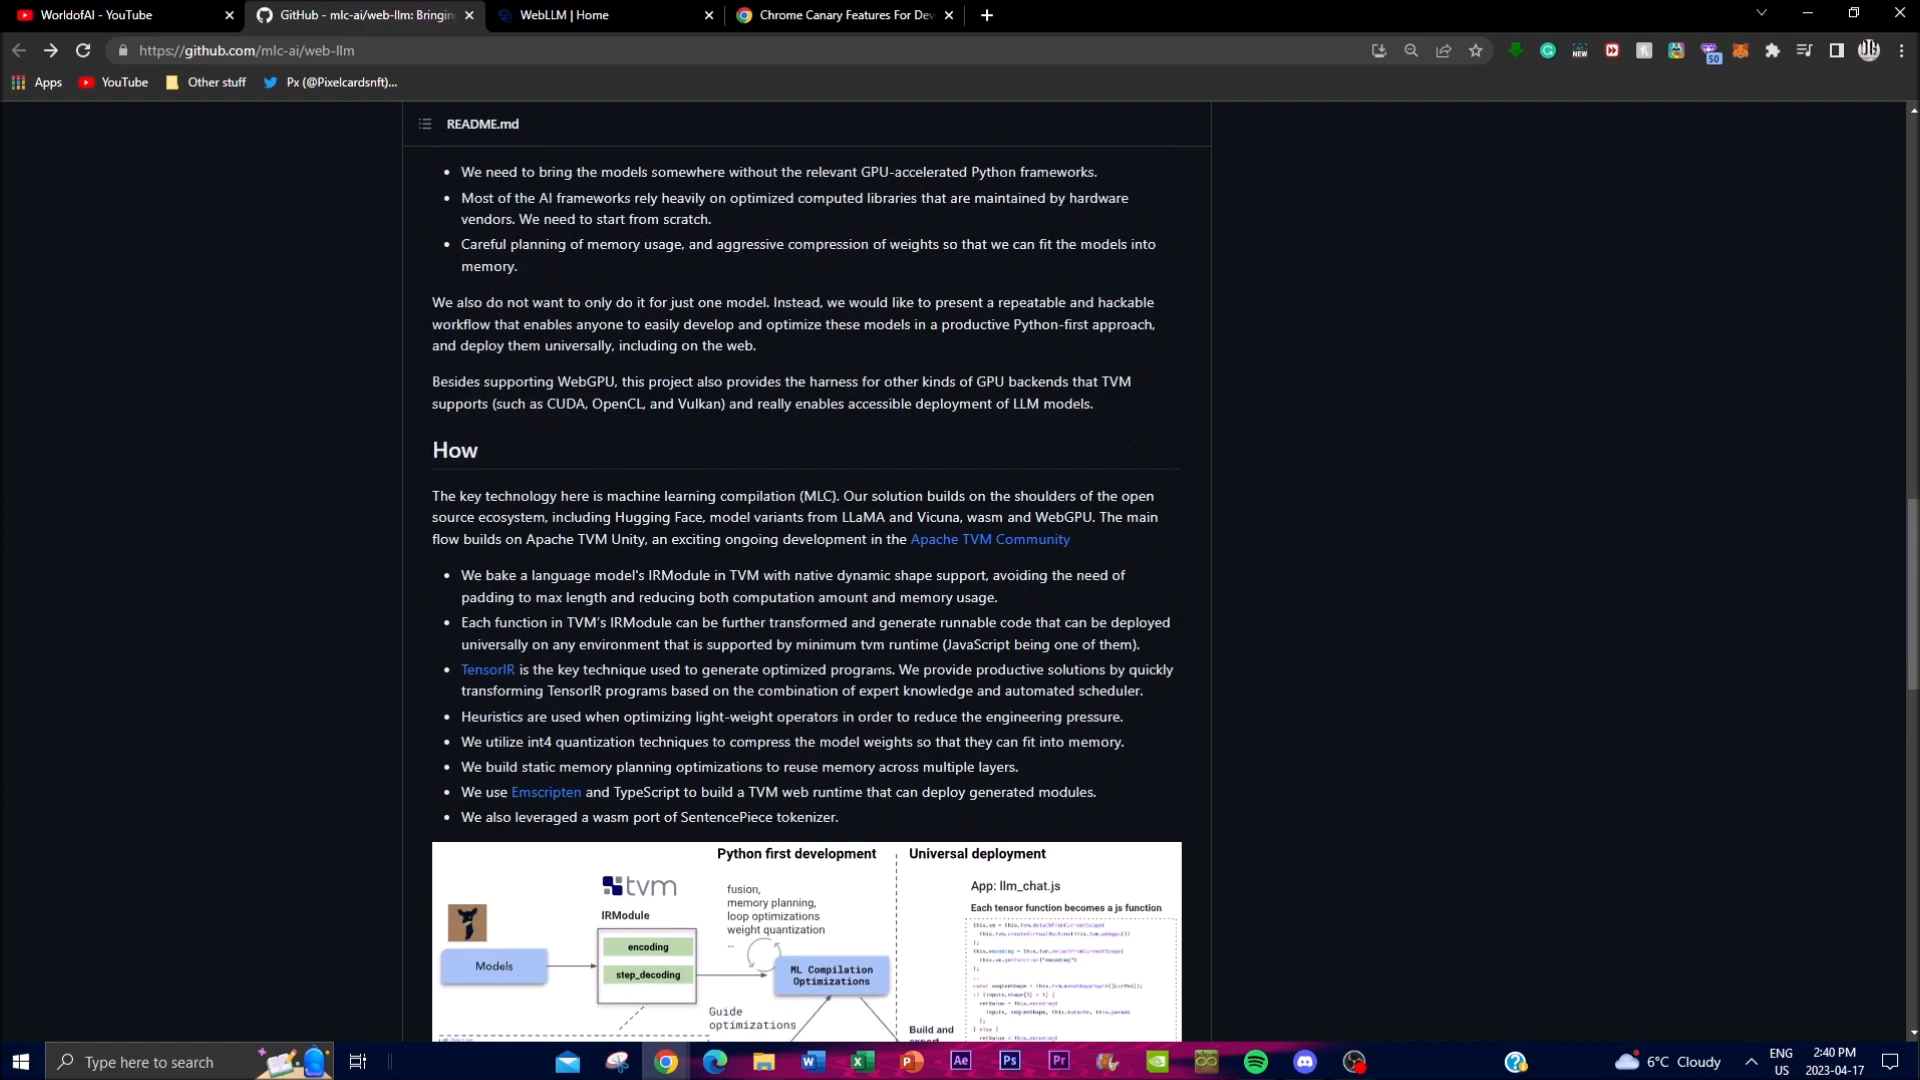 WorldofAI - YouTube
GitHub - mlc-ai/web-llm: Bringin
WebLLM | Home
Chrome Canary Features For Dev
https://github.com/mlc-ai/web-llm
NEW
50
Apps
YouTube
Other stuff
Px (@Pixelcardsnft)...
README.md
• We need to bring the models somewhere without the relevant GPU-accelerated Python frameworks.
• Most of the AI frameworks rely heavily on optimized computed libraries that are maintained by hardware
vendors. We need to start from scratch.
• Careful planning of memory usage, and aggressive compression of weights so that we can fit the models into
memory.
We also do not want to only do it for just one model. Instead, we would like to present a repeatable and hackable
workflow that enables anyone to easily develop and optimize these models in a productive Python-first approach,
and deploy them universally, including on the web.
Besides supporting WebGPU, this project also provides the harness for other kinds of GPU backends that TVM
supports (such as CUDA, OpenCL, and Vulkan) and really enables accessible deployment of LLM models.
How
The key technology here is machine learning compilation (MLC). Our solution builds on the shoulders of the open
source ecosystem, including Hugging Face, model variants from LLaMA and Vicuna, wasm and WebGPU. The main
flow builds on Apache TVM Unity, an exciting ongoing development in the Apache TVM Community
• We bake a language model's IRModule in TVM with native dynamic shape support, avoiding the need of
padding to max length and reducing both computation amount and memory usage.
• Each function in TVM’s IRModule can be further transformed and generate runnable code that can be deployed
universally on any environment that is supported by minimum tvm runtime (JavaScript being one of them).
• TensorIR is the key technique used to generate optimized programs. We provide productive solutions by quickly
transforming TensorIR programs based on the combination of expert knowledge and automated scheduler.
• Heuristics are used when optimizing light-weight operators in order to reduce the engineering pressure.
• We utilize int4 quantization techniques to compress the model weights so that they can fit into memory.
• We build static memory planning optimizations to reuse memory across multiple layers.
• We use Emscripten and TypeScript to build a TVM web runtime that can deploy generated modules.
• We also leveraged a wasm port of SentencePiece tokenizer.
Python first development
Universal deployment
tvm
IRModule
encoding
step_decoding
Models
fusion,
memory planning,
loop optimizations
weight quantization
...
ML Compilation
Optimizations
Guide
optimizations
App: llm_chat.js
Each tensor function becomes a js function
Build and
Type here to search
Ae
Ps
Pr
6°C Cloudy
ENG
US
2:40 PM
2023-04-17